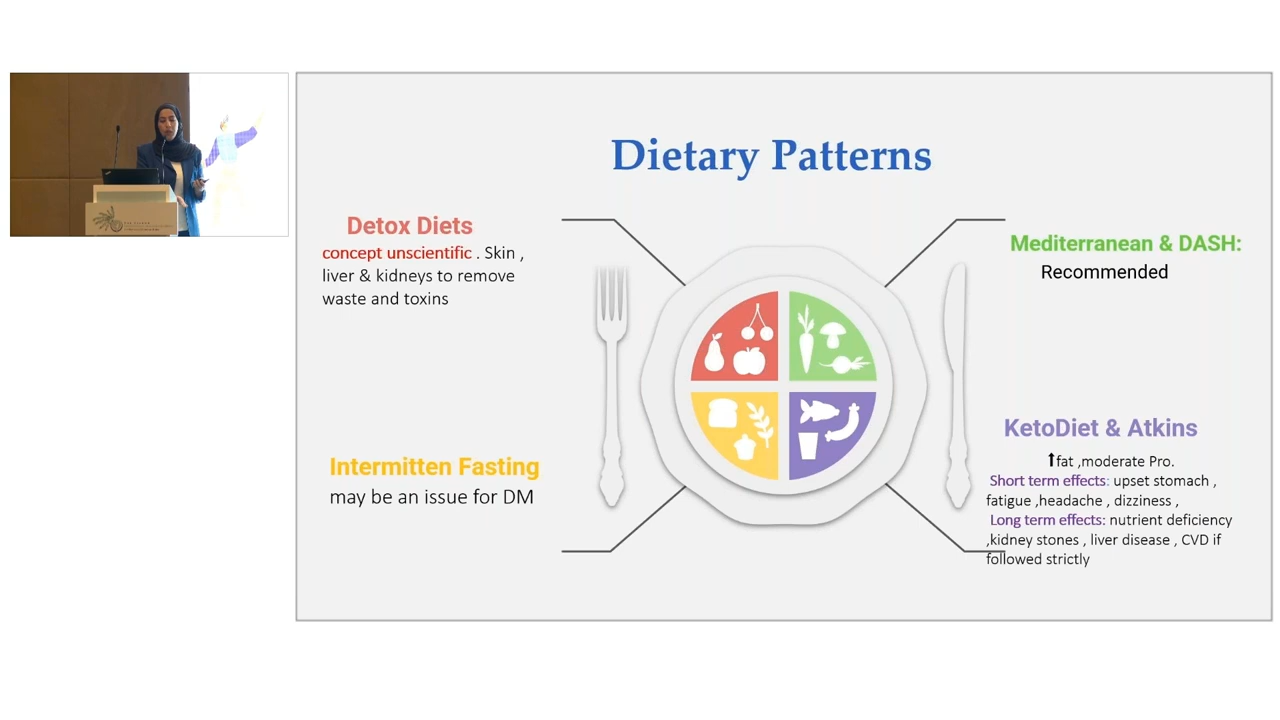 Dietary Patterns
Detox Diets
concept unscientific . Skin ,
liver & kidneys to remove
waste and toxins
Mediterranean & DASH:
Recommended
Intermitten Fasting
may be an issue for DM
KetoDiet & Atkins
⬆fat ,moderate Pro.
Short term effects: upset stomach ,
fatigue ,headache , dizziness ,
Long term effects: nutrient deficiency
,kidney stones , liver disease , CVD if
followed strictly